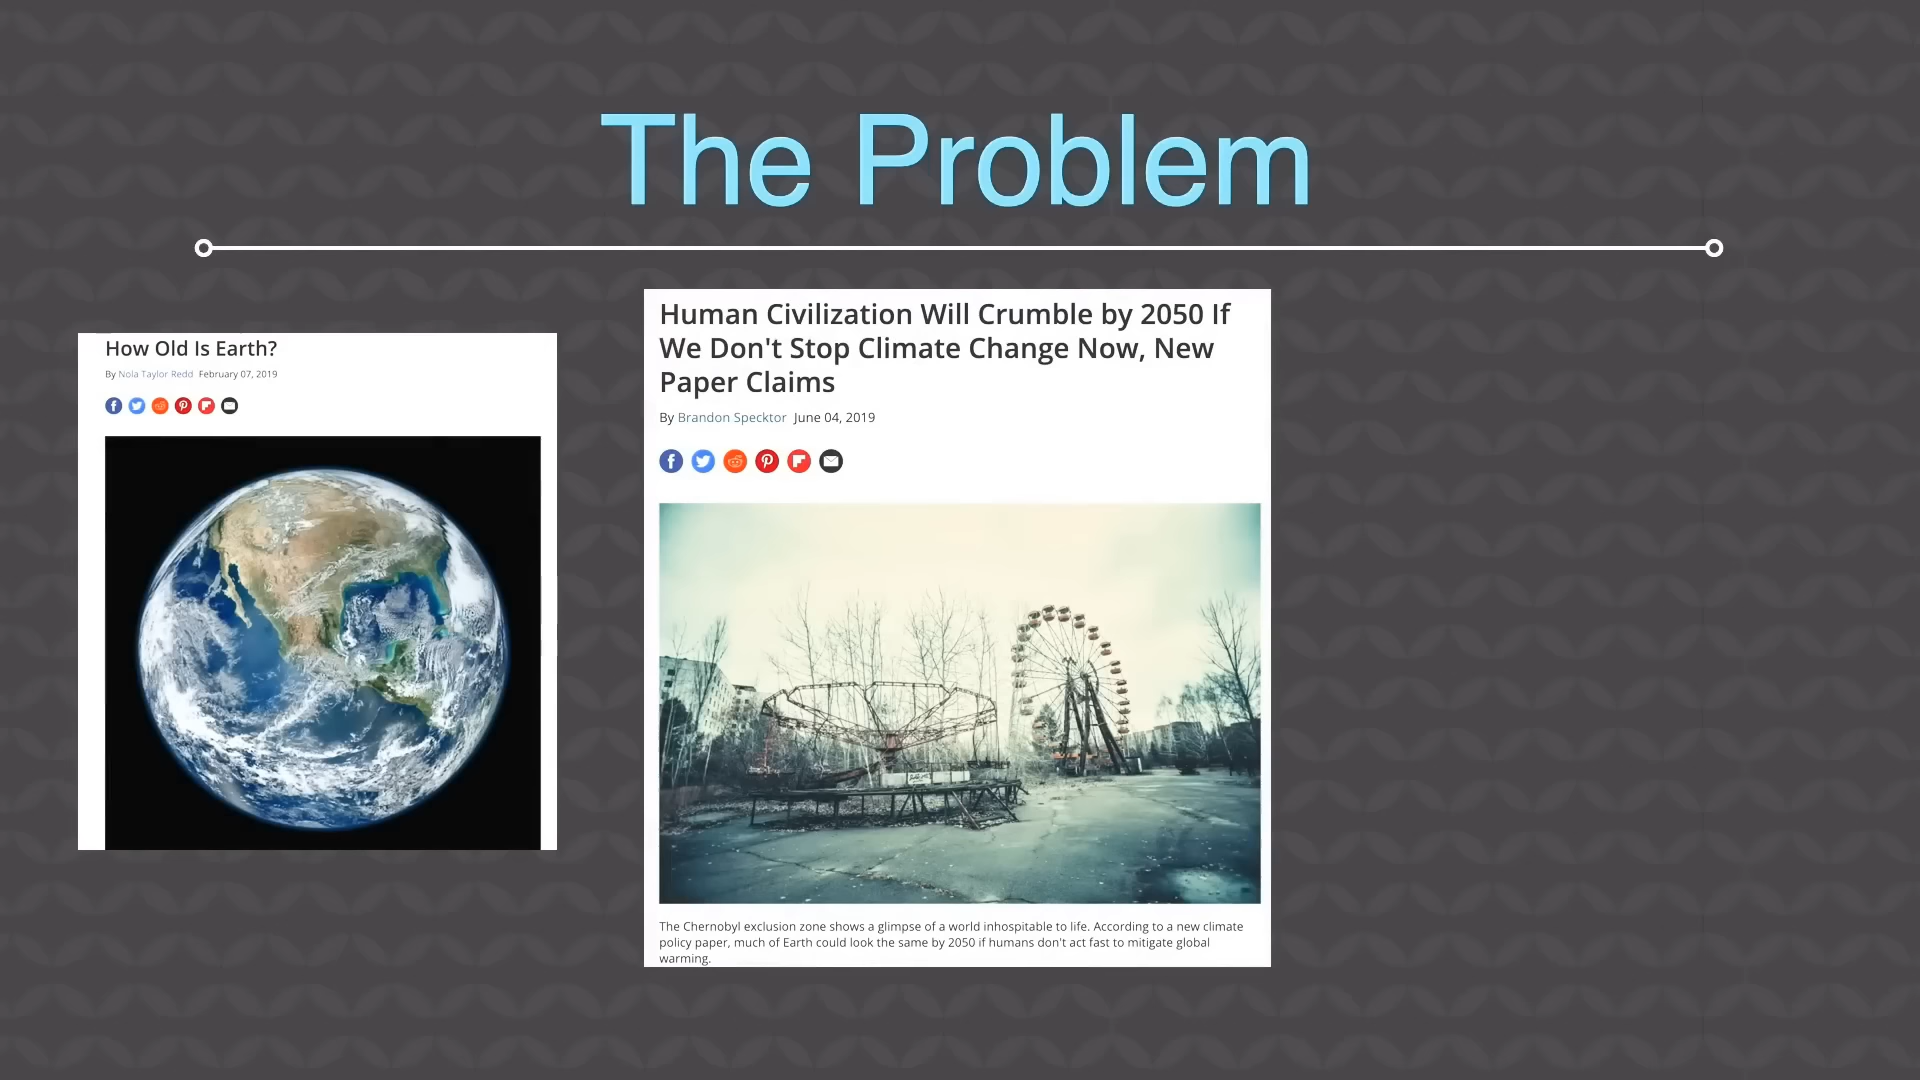 The Problem
How Old Is Earth?
By Nola Taylor Redd February 07, 2019
Human Civilization Will Crumble by 2050 If
We Don't Stop Climate Change Now, New
Paper Claims
By Brandon Specktor June 04, 2019
The Chernobyl exclusion zone shows a glimpse of a world inhospitable to life. According to a new climate
policy paper, much of Earth could look the same by 2050 if humans don't act fast to mitigate global
warming.